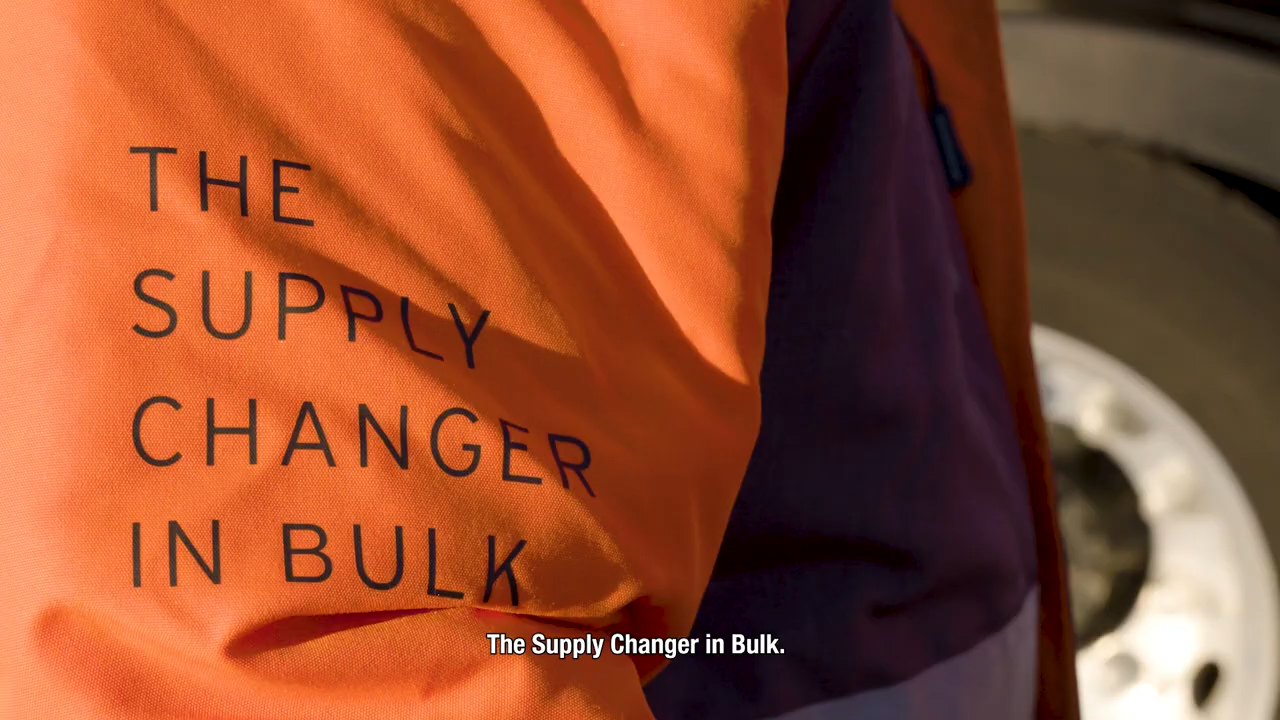 THE
SUPPLY
CHANGER
IN BULK
The Supply Changer in Bulk.